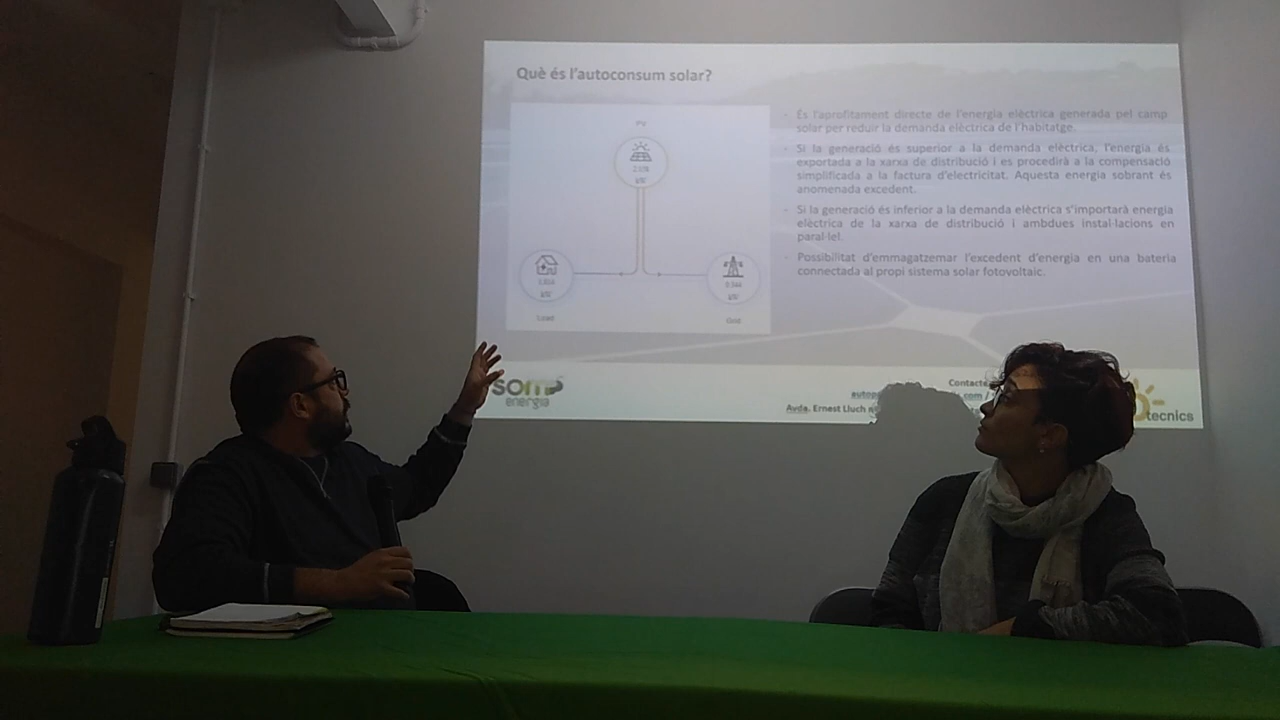 Què és l'autoconsum solar?
És l'aprofitament directe de l'energia elèctrica generada pel camp
solar per reduir la demanda elèctrica de l'habitatge.
Si la generació és superior a la demanda elèctrica, l'energia és
exportada a la xarxa de distribució i es procedirà a la compensació
simplificada a la factura d'electricitat. Aquesta energia sobrant és
anomenada excedent.
Si la generació és inferior a la demanda elèctrica s'importarà energia
elèctrica de la xarxa de distribució i ambdues instal·lacions en
paral·lel.
Possibilitat d'emmagatzemar l'excedent d'energia en una bateria
connectada al propi sistema solar fotovoltaic.
PV
kW
kW
kW
Load
Grid
som
energia
Contacte
.com /
Avda. Ernest Lluch
tecnics